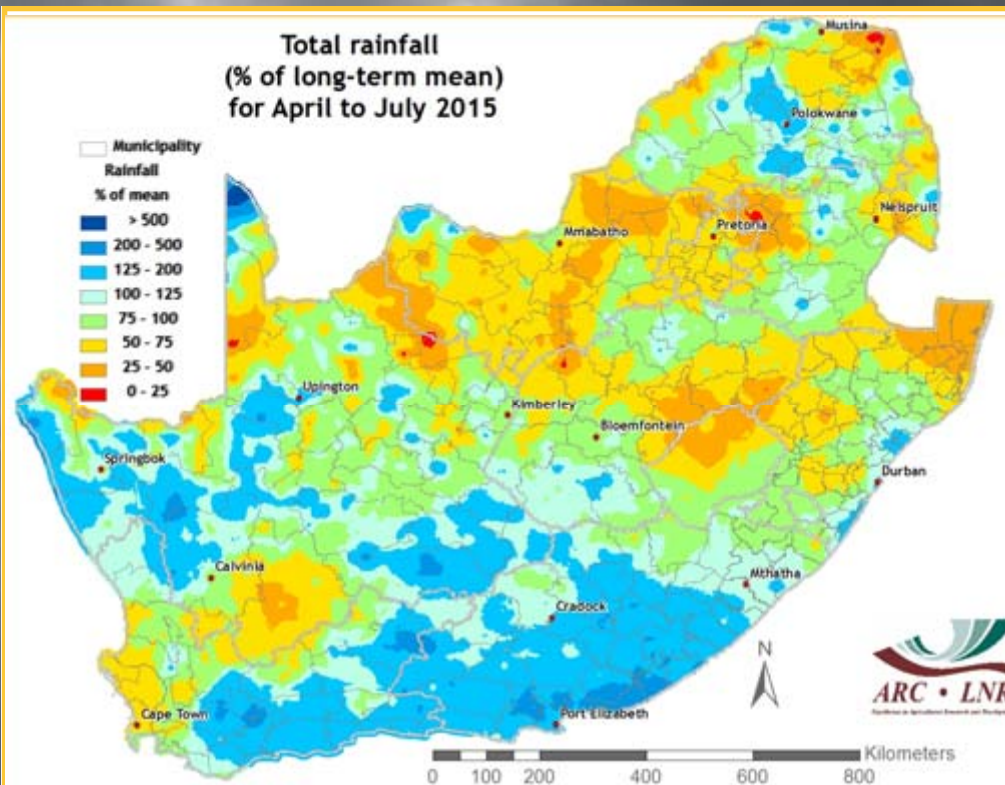 Total rainfall
(% of long-term mean)
for April to July 2015
Municipality
Rainfall
% of mean
> 500
200 - 500
125 - 200
100 - 125
75 - 100
50 - 75
25 - 50
0 - 25
Musina
Polokwane
Nelspruit
Pretoria
Mmabatho
Upington
Kimberley
Bloemfontein
Springbok
Durban
Calvinia
Mthatha
Cradock
Cape Town
Port Elizabeth
N
ARC • LNR
Kilometers
0 100 200 400 600 800